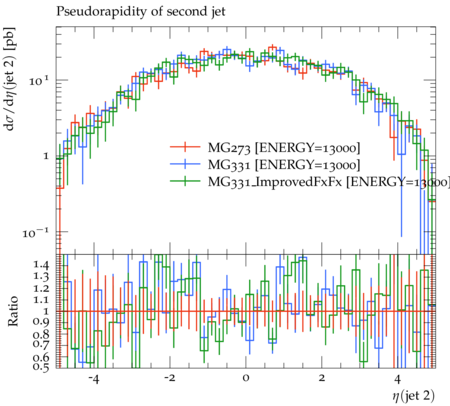 Pseudorapidity of second jet
dσ/dη(jet 2) [pb]
10¹
1
10⁻¹
MG273 [ENERGY=13000]
MG331 [ENERGY=13000]
MG331_ImprovedFxFx [ENERGY=13000]
Ratio
1.4
1.3
1.2
1.1
1
0.9
0.8
0.7
0.6
0.5
-4 -2 0 2 4
η(jet 2)